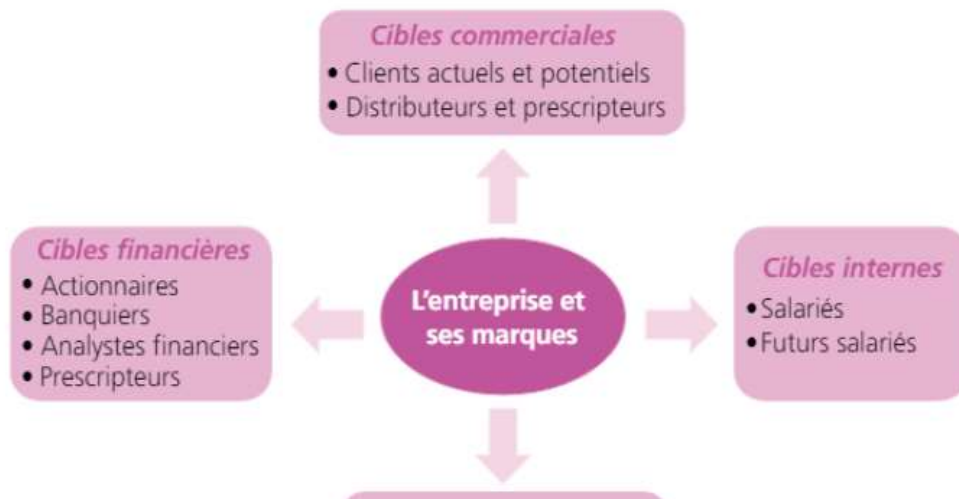 Cibles commerciales
• Clients actuels et potentiels
• Distributeurs et prescripteurs
Cibles financières
• Actionnaires
• Banquiers
• Analystes financiers
• Prescripteurs
L'entreprise et
ses marques
Cibles internes
• Salariés
• Futurs salariés